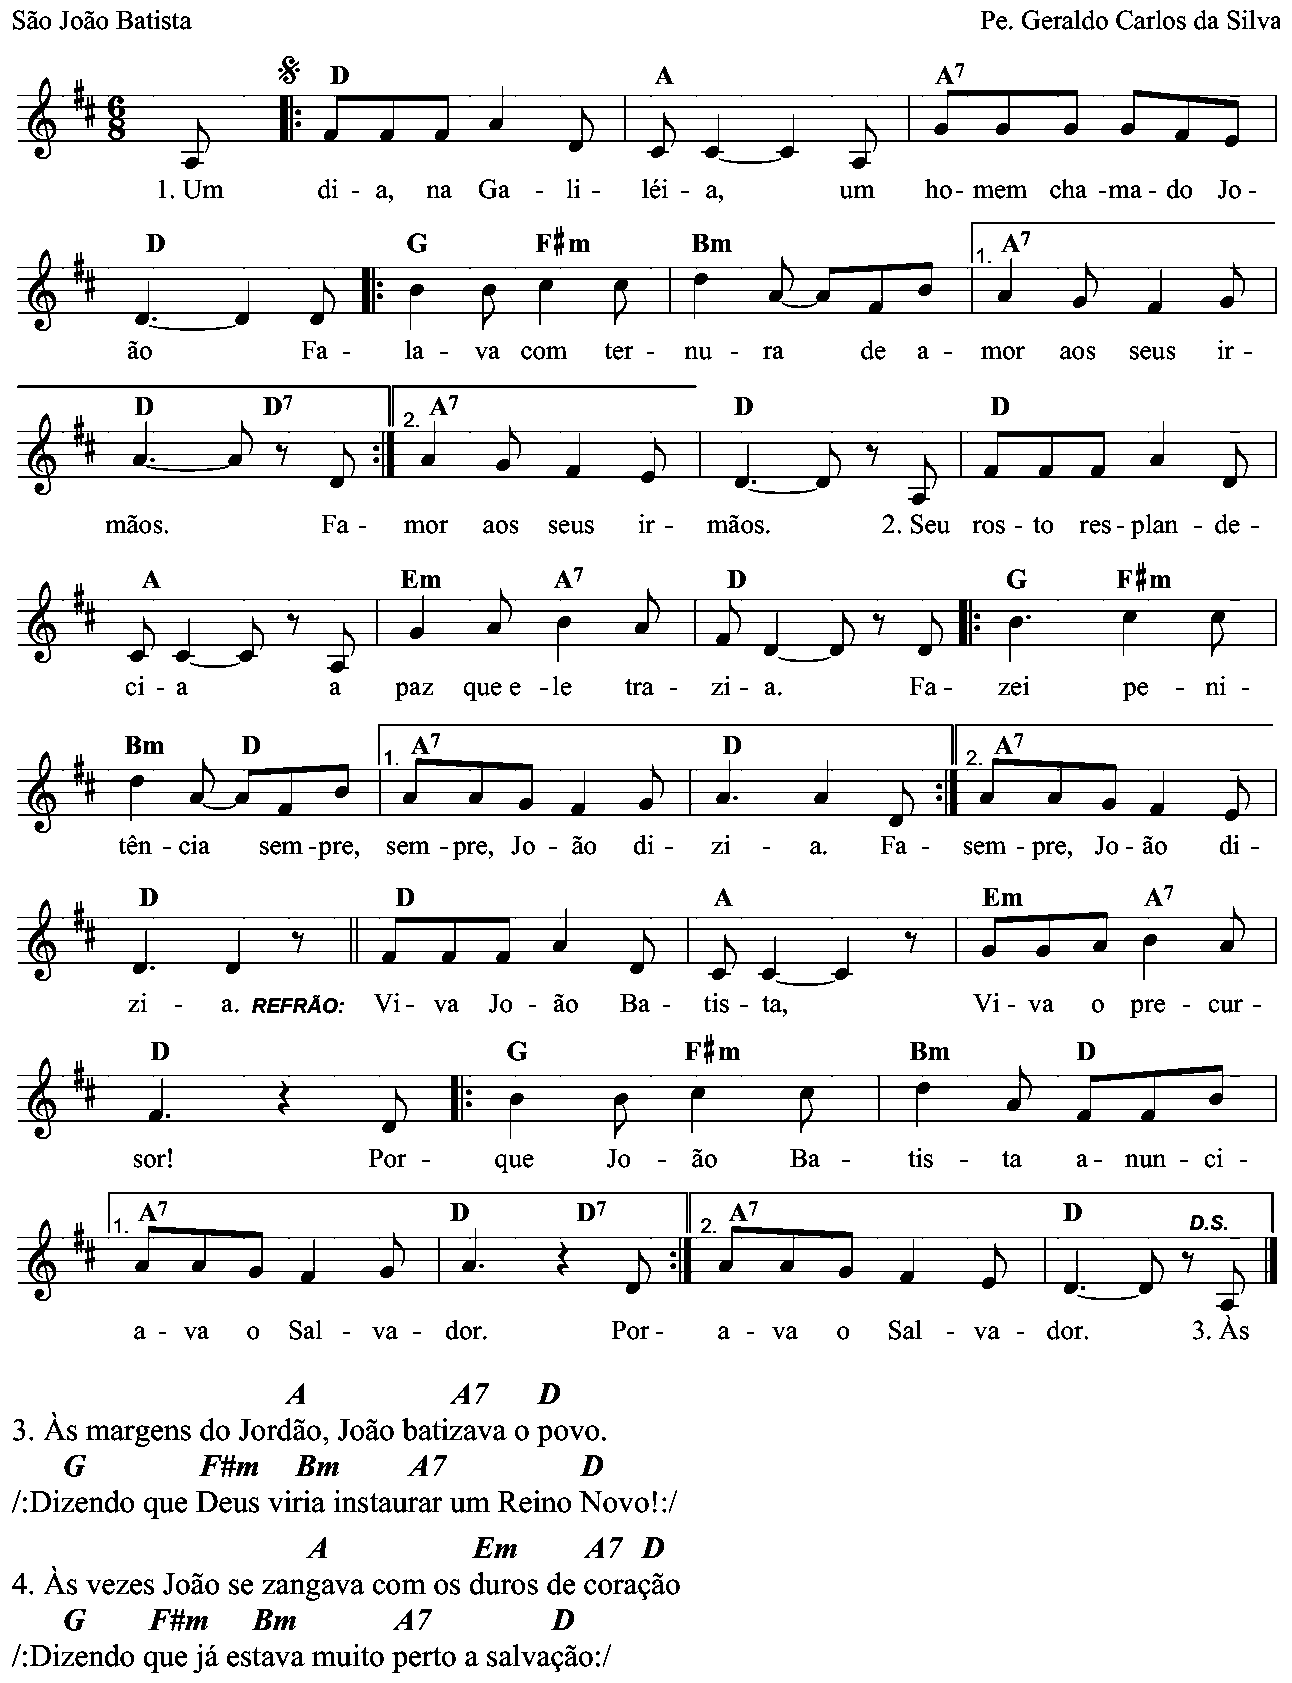 São João Batista Pe. Geraldo Carlos da Silva
D A A7
6
8
1. Um di - a, na Ga - li - léi - a, um ho - mem cha - ma - do Jo -
D G F#m Bm 1. A7
ão Fa - la - va com ter - nu - ra de a - mor aos seus ir -
D D7 2. A7 D D
mãos. Fa - mor aos seus ir - mãos. 2. Seu ros - to res - plan - de -
A Em A7 D G F#m
ci - a a paz que e - le tra - zi - a. Fa - zei pe - ni -
Bm D 1. A7 D 2. A7
tên - cia sem - pre, sem - pre, Jo - ão di - zi - a. Fa - sem - pre, Jo - ão di -
D D A Em A7
zi - a. REFRÃO: Vi - va Jo - ão Ba - tis - ta, Vi - va o pre - cur -
D G F#m Bm D
sor! Por - que Jo - ão Ba - tis - ta a - nun - ci -
1. A7 D D7 2. A7 D D.S.
a - va o Sal - va - dor. Por - a - va o Sal - va - dor. 3. Às
A A7 D
3. Às margens do Jordão, João batizava o povo.
G F#m Bm A7 D
/:Dizendo que Deus viria instaurar um Reino Novo!:/
A Em A7 D
4. Às vezes João se zangava com os duros de coração
G F#m Bm A7 D
/:Dizendo que já estava muito perto a salvação:/